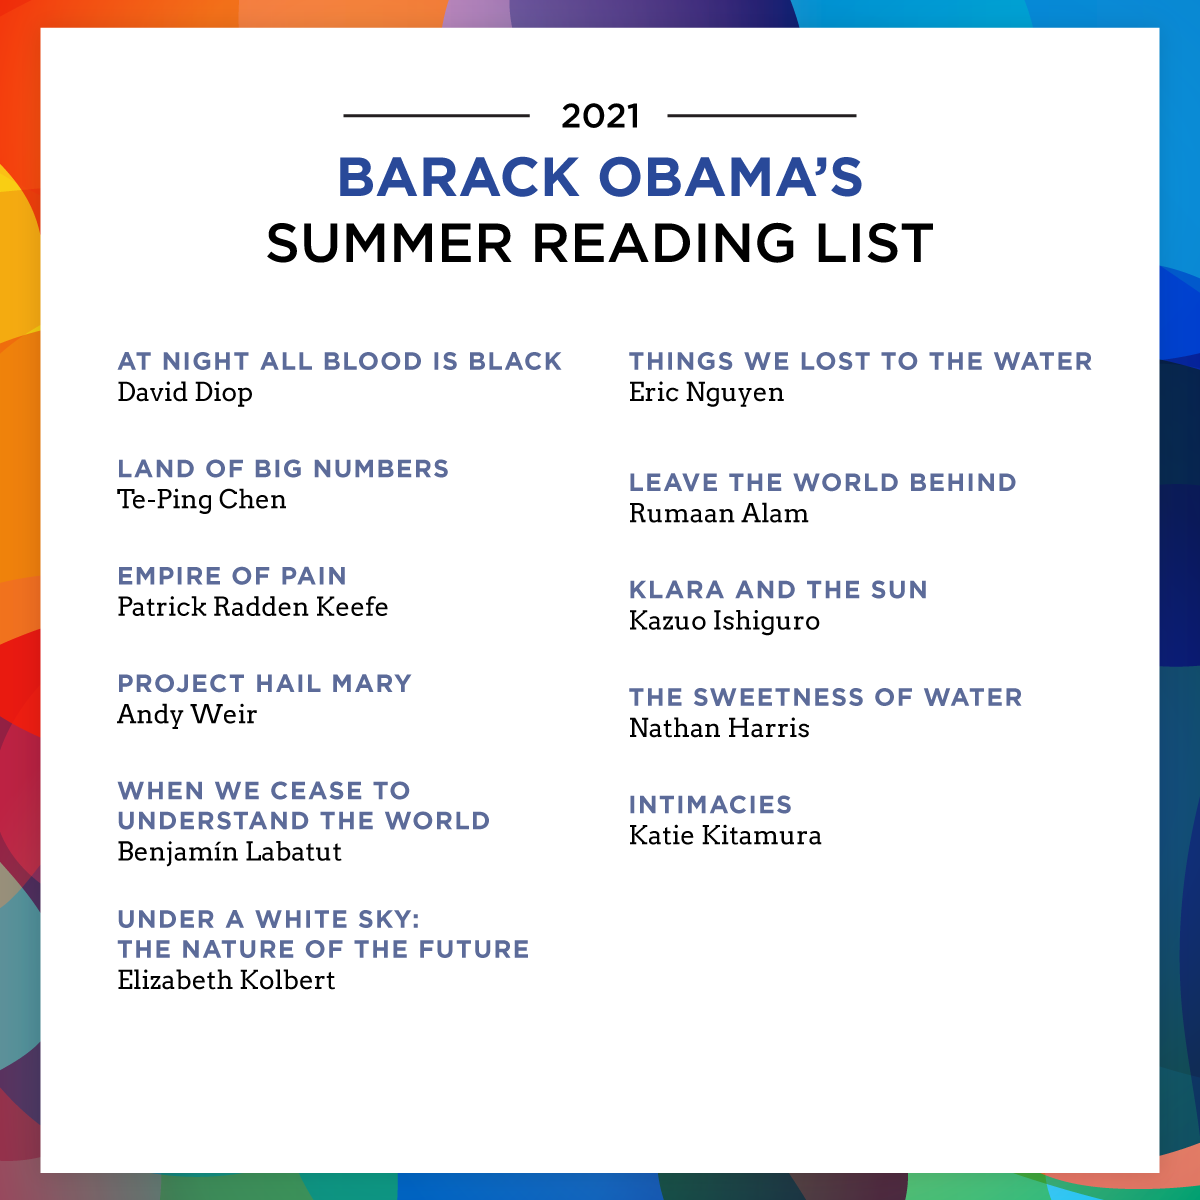 2021
BARACK OBAMA’S
SUMMER READING LIST
AT NIGHT ALL BLOOD IS BLACK
David Diop
LAND OF BIG NUMBERS
Te-Ping Chen
EMPIRE OF PAIN
Patrick Radden Keefe
PROJECT HAIL MARY
Andy Weir
WHEN WE CEASE TO
UNDERSTAND THE WORLD
Benjamín Labatut
UNDER A WHITE SKY:
THE NATURE OF THE FUTURE
Elizabeth Kolbert
THINGS WE LOST TO THE WATER
Eric Nguyen
LEAVE THE WORLD BEHIND
Rumaan Alam
KLARA AND THE SUN
Kazuo Ishiguro
THE SWEETNESS OF WATER
Nathan Harris
INTIMACIES
Katie Kitamura